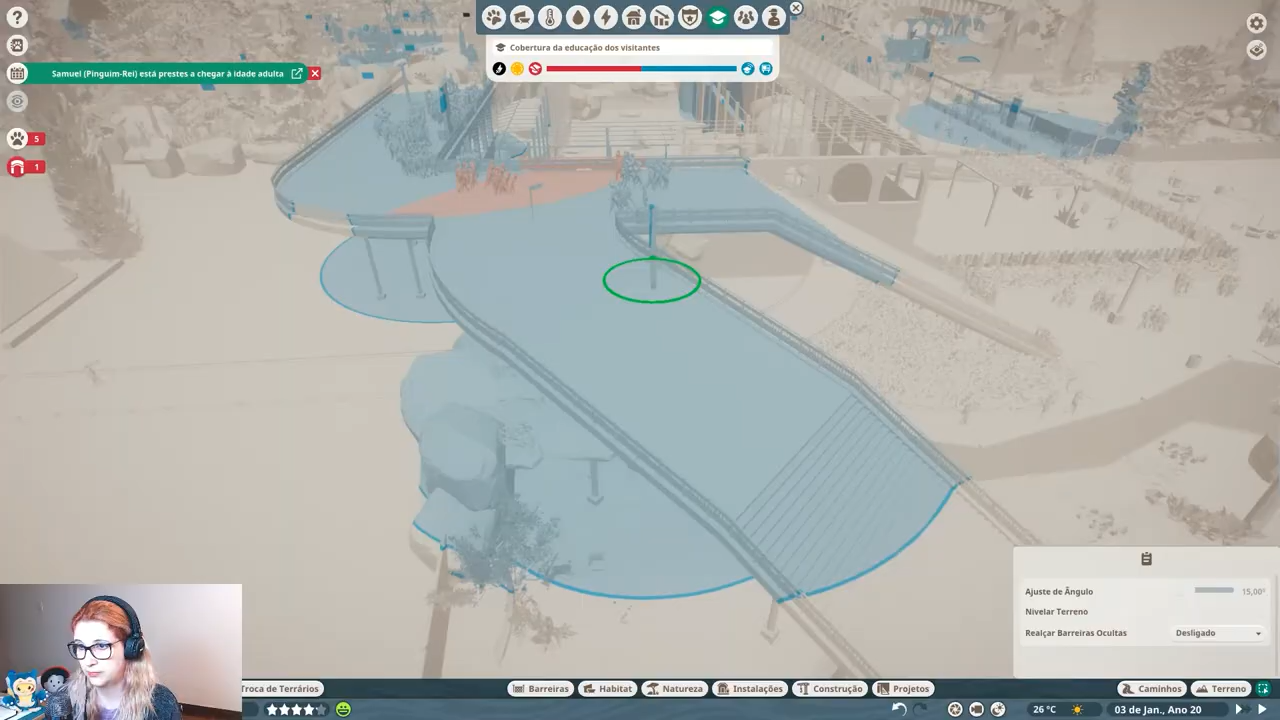 Cobertura da educação dos visitantes
Samuel (Pinguim-Rei) está prestes a chegar à idade adulta
5
1
Ajuste de Ângulo 15,00°
Nivelar Terreno
Realçar Barreiras Ocultas Desligado
Troca de Terrários Barreiras Habitat Natureza Instalações Construção Projetos Caminhos Terreno
26 °C 03 de Jan., Ano 20